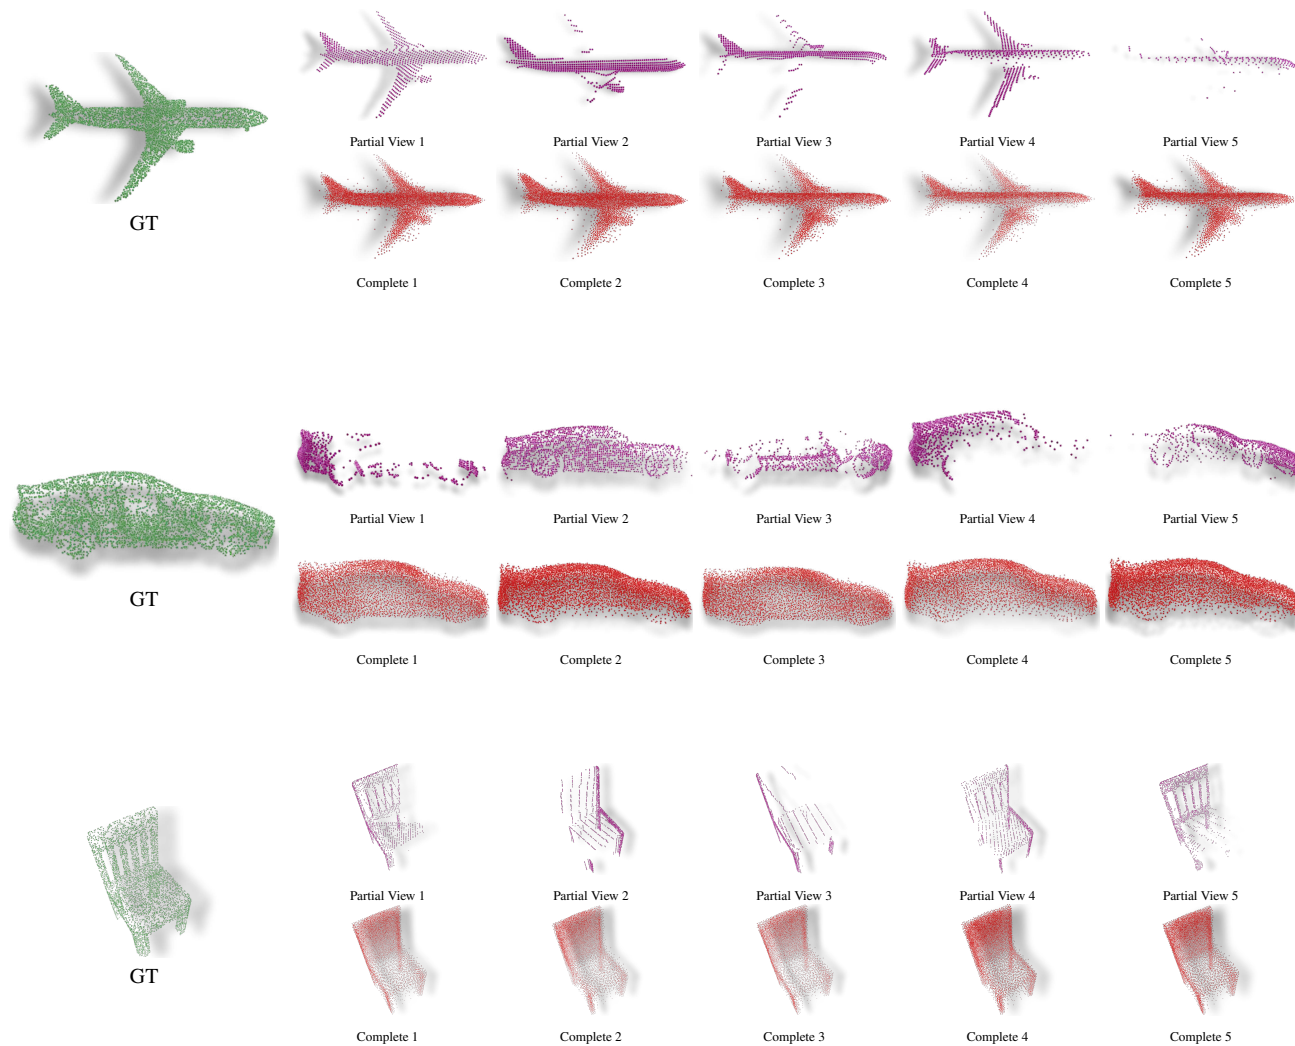 Partial View 1
Partial View 2
Partial View 3
Partial View 4
Partial View 5
GT
Complete 1
Complete 2
Complete 3
Complete 4
Complete 5
Partial View 1
Partial View 2
Partial View 3
Partial View 4
Partial View 5
GT
Complete 1
Complete 2
Complete 3
Complete 4
Complete 5
Partial View 1
Partial View 2
Partial View 3
Partial View 4
Partial View 5
GT
Complete 1
Complete 2
Complete 3
Complete 4
Complete 5